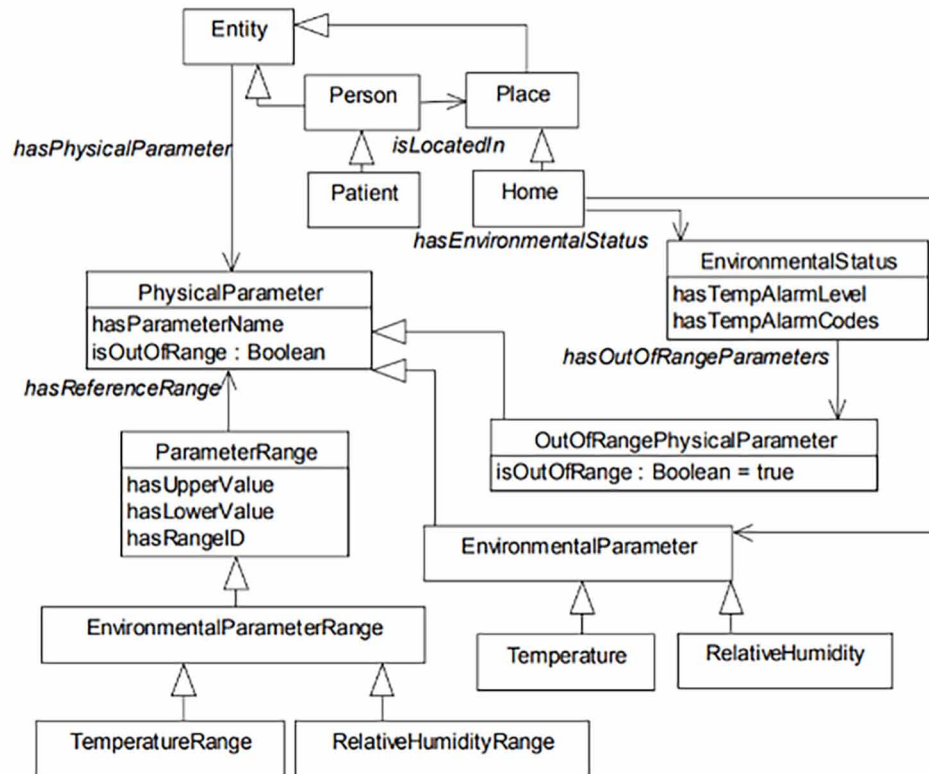 Entity
Person
Place
hasPhysicalParameter
isLocatedIn
Patient
Home
hasEnvironmentalStatus
EnvironmentalStatus
hasTempAlarmLevel
hasTempAlarmCodes
PhysicalParameter
hasParameterName
isOutOfRange : Boolean
hasOutOfRangeParameters
hasReferenceRange
OutOfRangePhysicalParameter
isOutOfRange : Boolean = true
ParameterRange
hasUpperValue
hasLowerValue
hasRangeID
EnvironmentalParameter
EnvironmentalParameterRange
Temperature
RelativeHumidity
TemperatureRange
RelativeHumidityRange